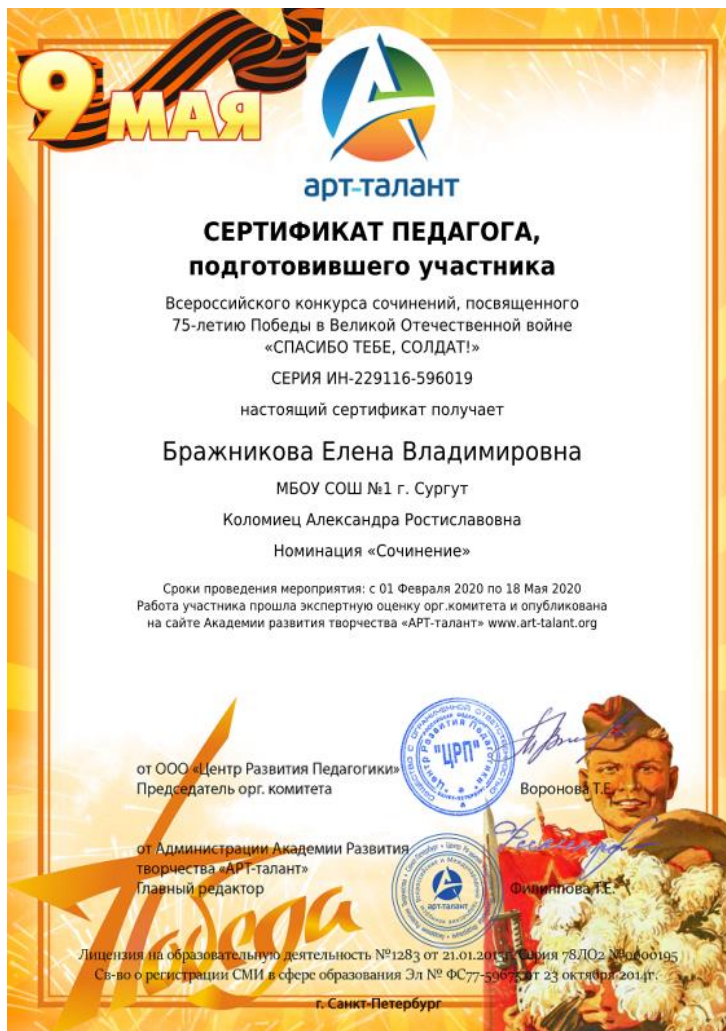 9 МАЯ
арт-талант
СЕРТИФИКАТ ПЕДАГОГА,
подготовившего участника
Всероссийского конкурса сочинений, посвященного
75-летию Победы в Великой Отечественной войне
«СПАСИБО ТЕБЕ, СОЛДАТ!»
СЕРИЯ ИН-229116-596019
настоящий сертификат получает
Бражникова Елена Владимировна
МБОУ СОШ №1 г. Сургут
Коломиец Александра Ростиславовна
Номинация «Сочинение»
Сроки проведения мероприятия: с 01 Февраля 2020 по 18 Мая 2020
Работа участника прошла экспертную оценку орг.комитета и опубликована
на сайте Академии развития творчества «АРТ-талант» www.art-talant.org
от ООО «Центр Развития Педагогики»
Председатель орг. комитета
"ЦРП"
Воронова Т.Е.
от Администрации Академии Развития
творчества «АРТ-талант»
Главный редактор
арт-талант
Филиппова Т.Е.
Победа
Лицензия на образовательную деятельность №1283 от 21.01.2015г. Серия 78ЛО2 №0000195
Св-во о регистрации СМИ в сфере образования Эл № ФС77-59675 от 23 октября 2014г.
г. Санкт-Петербург